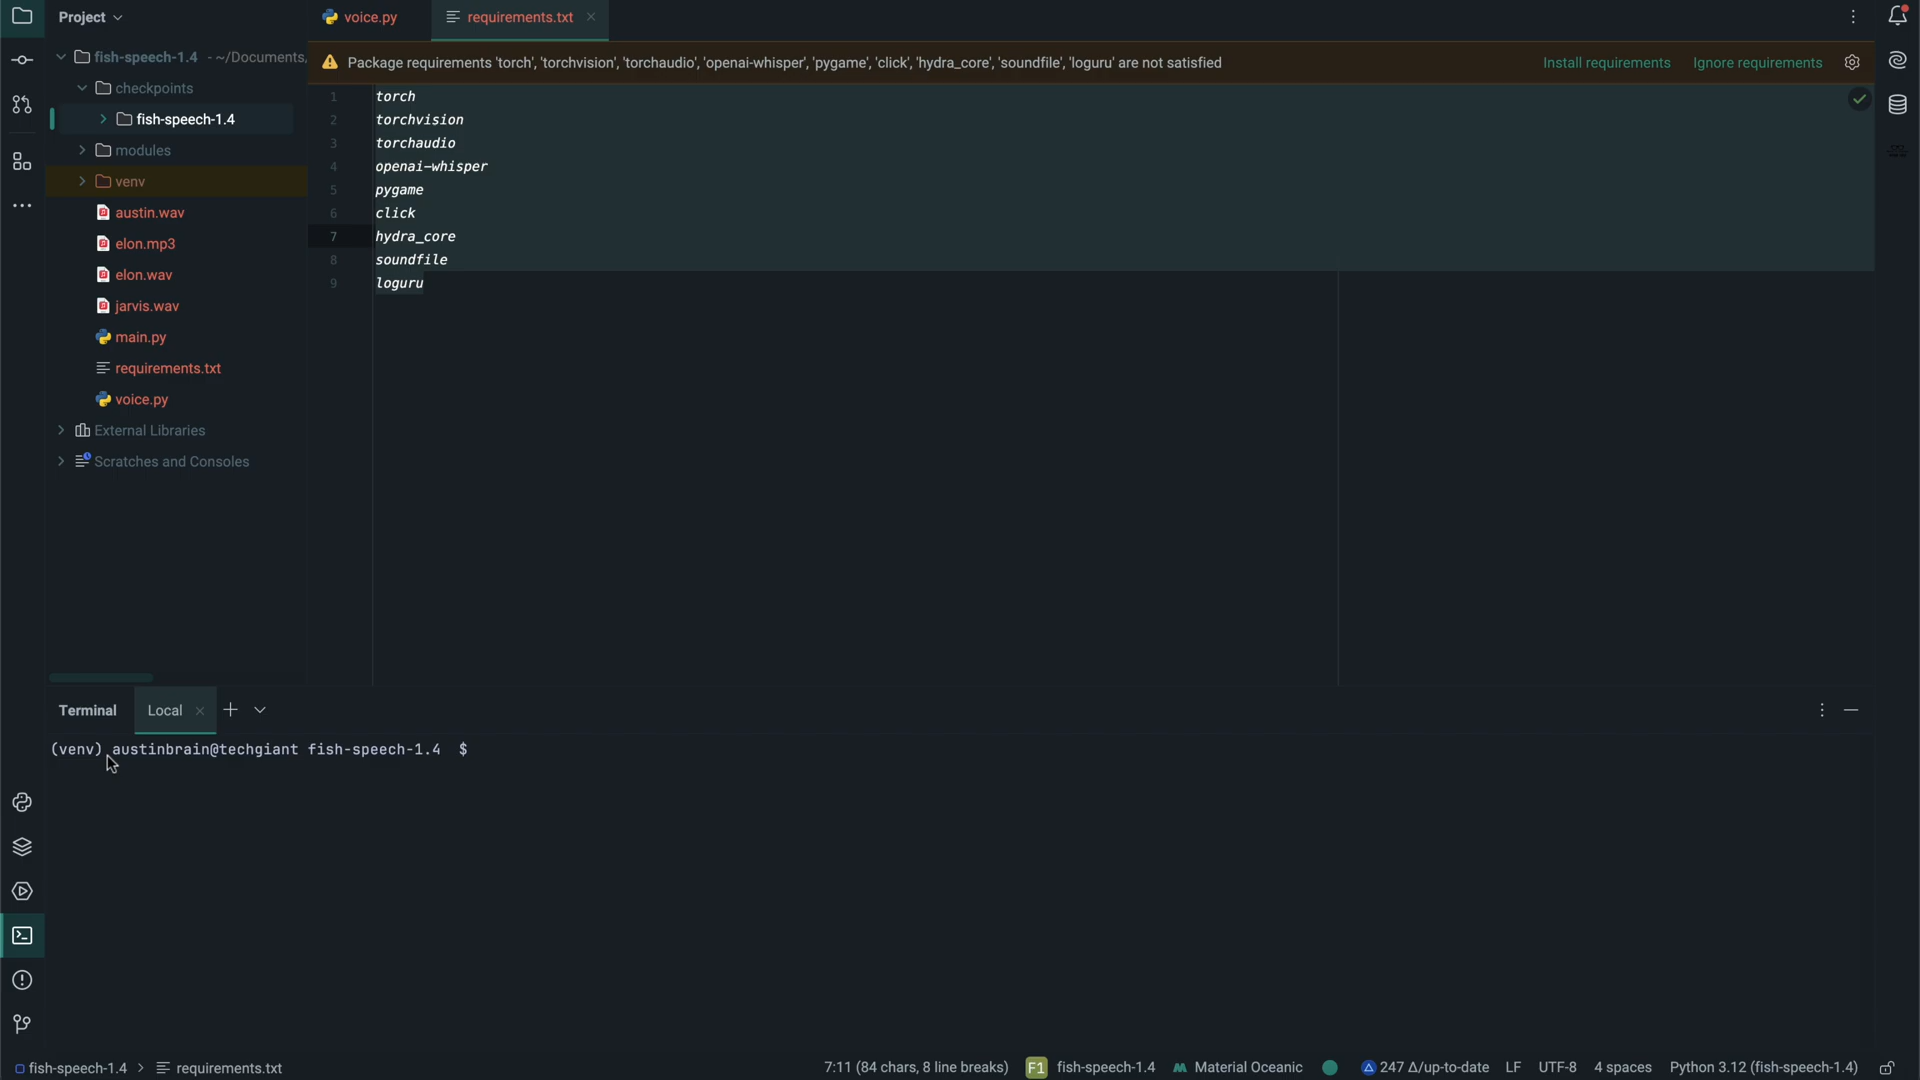 Project
voice.py
requirements.txt
fish-speech-1.4 - ~/Documents,
checkpoints
fish-speech-1.4
modules
venv
austin.wav
elon.mp3
elon.wav
jarvis.wav
main.py
requirements.txt
voice.py
External Libraries
Scratches and Consoles
Package requirements 'torch', 'torchvision', 'torchaudio', 'openai-whisper', 'pygame', 'click', 'hydra_core', 'soundfile', 'loguru' are not satisfied
Install requirements
Ignore requirements
1 torch
2 torchvision
3 torchaudio
4 openai-whisper
5 pygame
6 click
7 hydra_core
8 soundfile
9 loguru
Terminal
Local
(venv) austinbrain@techgiant fish-speech-1.4 $
fish-speech-1.4 > requirements.txt
7:11 (84 chars, 8 line breaks)
F1 fish-speech-1.4
Material Oceanic
247 Δ/up-to-date
LF
UTF-8
4 spaces
Python 3.12 (fish-speech-1.4)